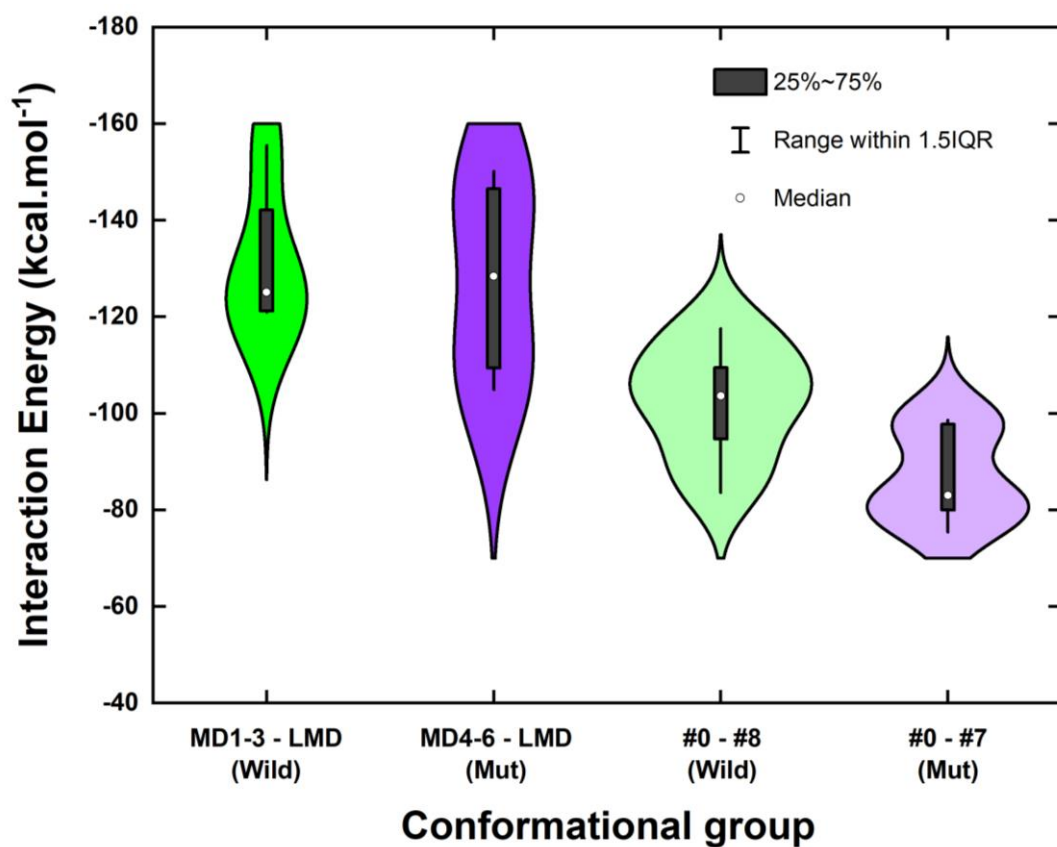 -180
-160
-140
-120
-100
-80
-60
-40
Interaction Energy (kcal.mol⁻¹)
25%~75%
Range within 1.5IQR
Median
MD1-3 - LMD
(Wild)
MD4-6 - LMD
(Mut)
#0 - #8
(Wild)
#0 - #7
(Mut)
Conformational group